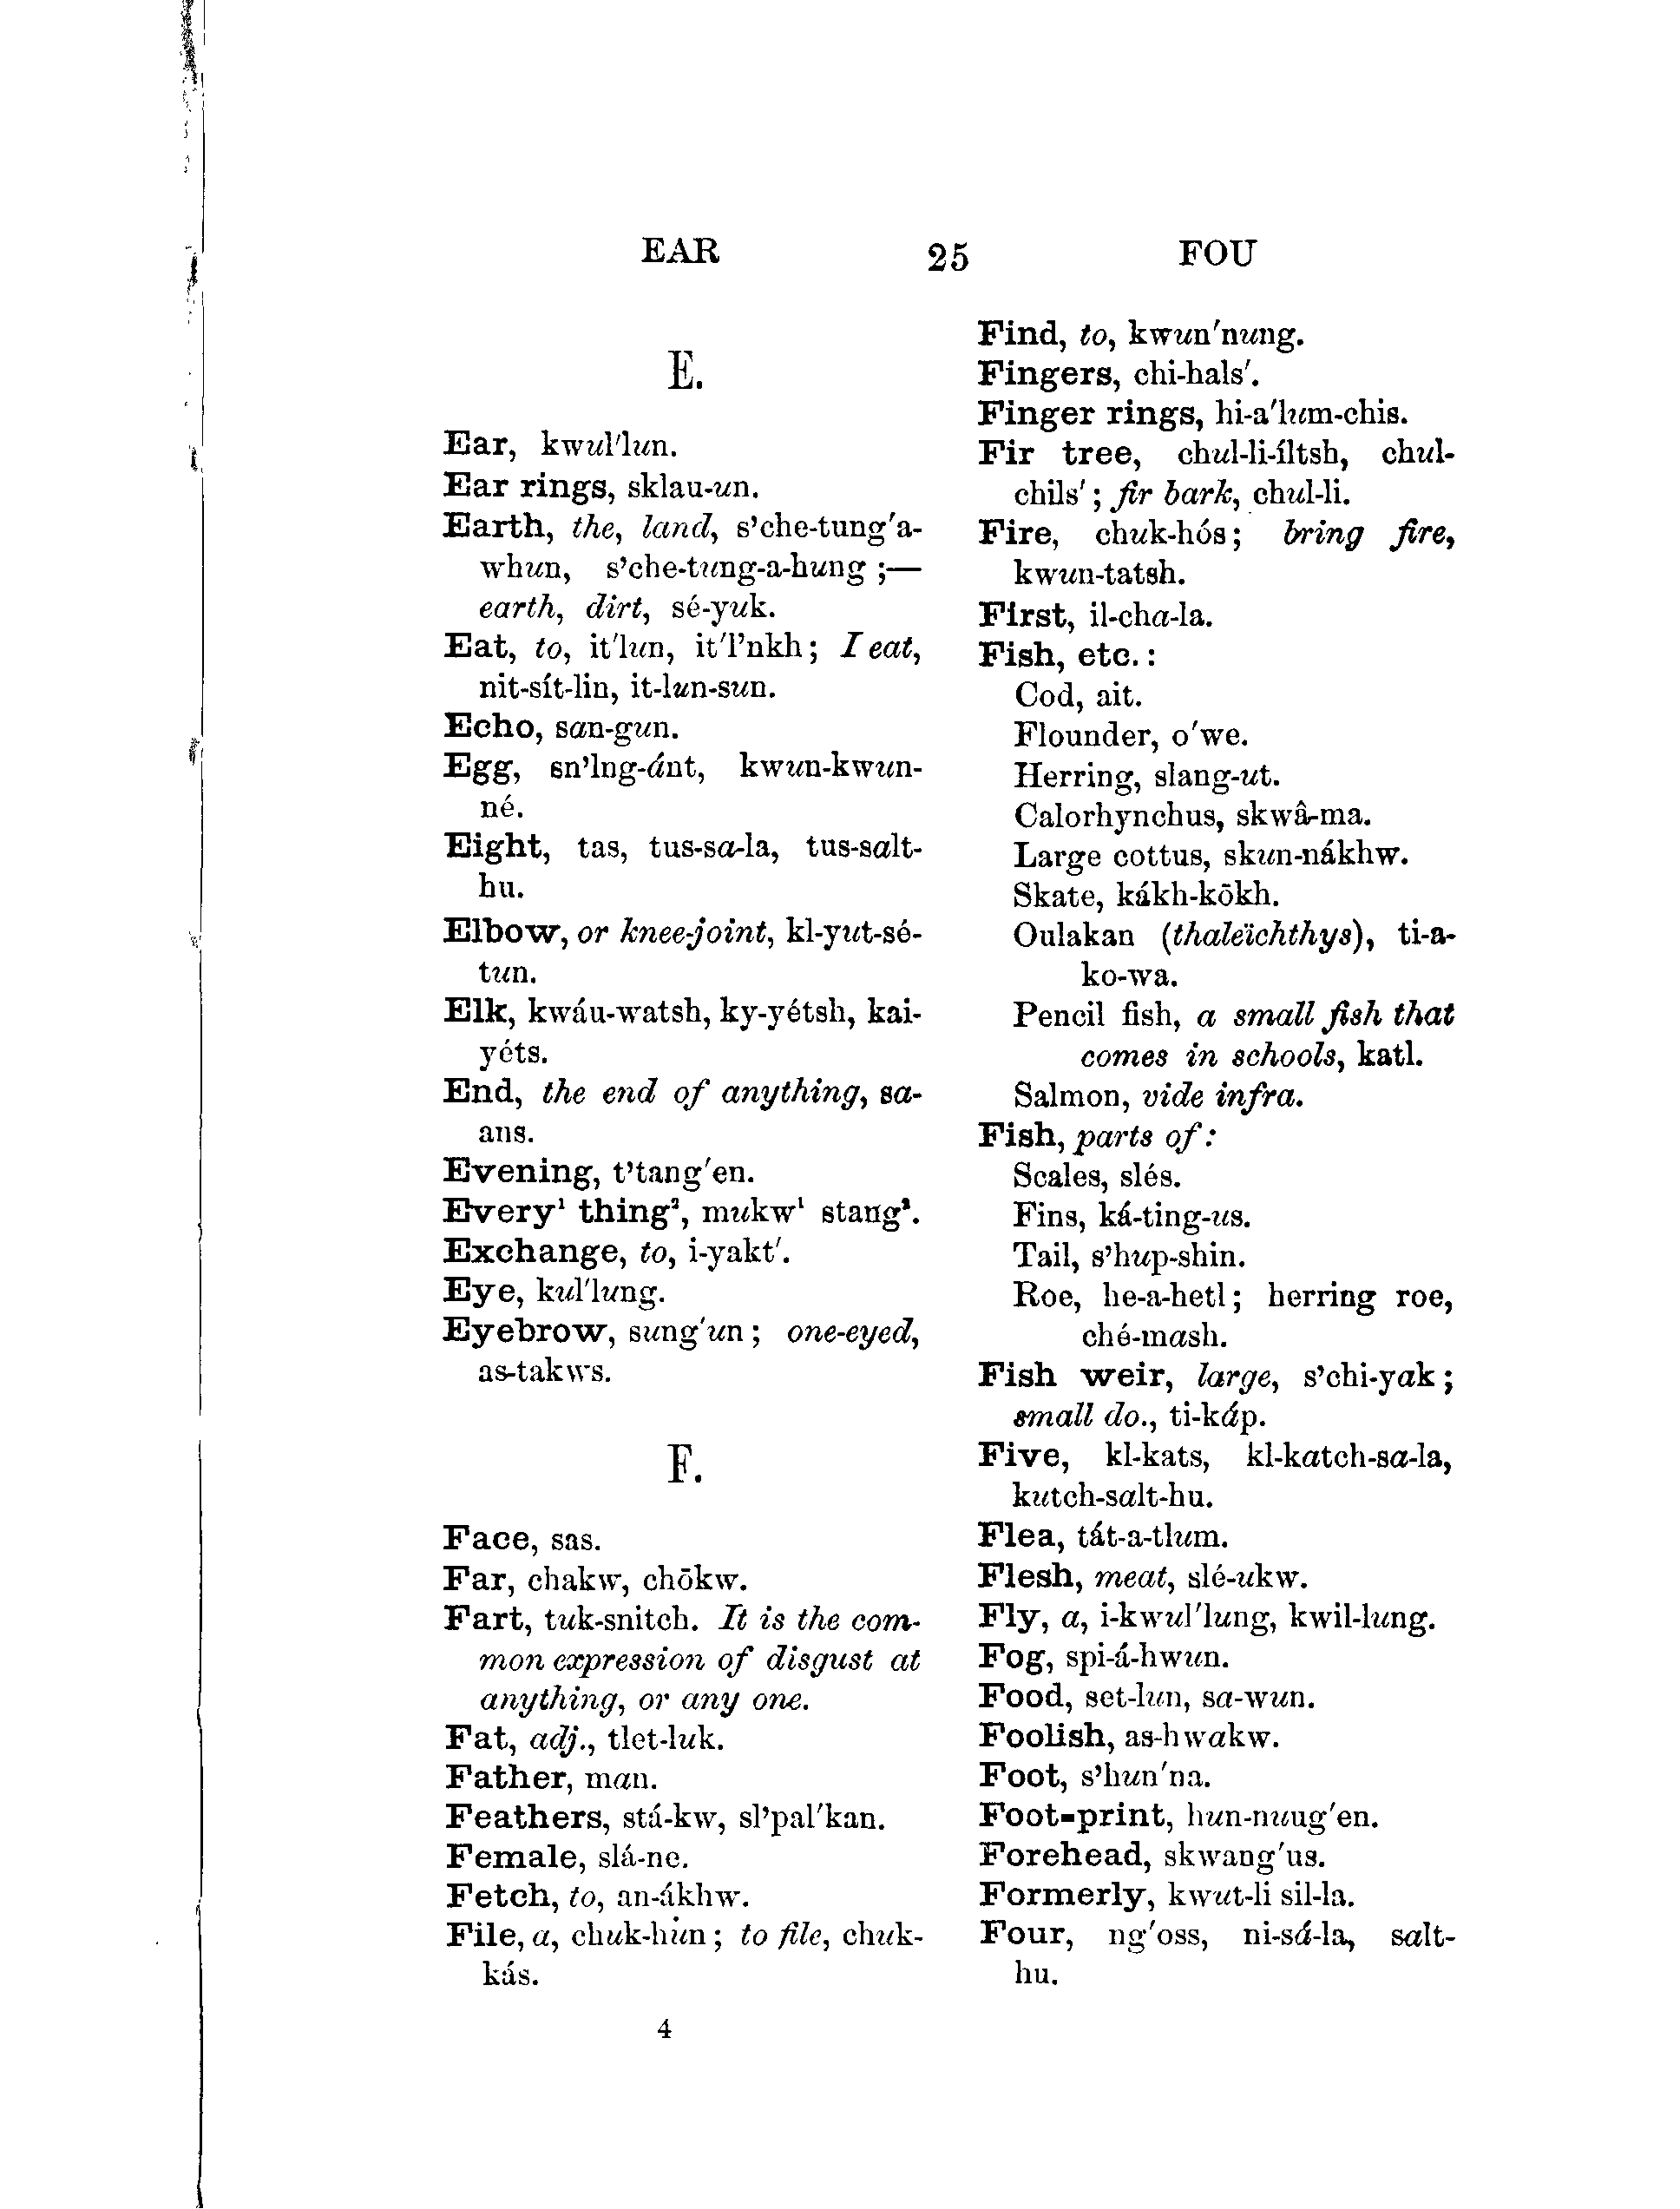 EAR 25 FOU
E.
Ear, kwul'lun.
Ear rings, sklau-un.
Earth, the, land, s'che-tung'a-
whun, s'che-tung-a-hung ;—
earth, dirt, sé-yuk.
Eat, to, it'lun, it'l'nkh; I eat,
nit-sít-lin, it-lun-sun.
Echo, san-gun.
Egg, sn'lng-ánt, kwun-kwun-
né.
Eight, tas, tus-sa-la, tus-salt-
hu.
Elbow, or knee-joint, kl-yut-sé-
tun.
Elk, kwáu-watsh, ky-yétsh, kai-
yéts.
End, the end of anything, sa-
ans.
Evening, t'tang'en.
Every¹ thing², mukw¹ stang².
Exchange, to, i-yakt'.
Eye, kul'lung.
Eyebrow, sung'un; one-eyed,
as-takws.
F.
Face, sas.
Far, chakw, chōkw.
Fart, tuk-snitch. It is the com-
mon expression of disgust at
anything, or any one.
Fat, adj., tlet-luk.
Father, man.
Feathers, stá-kw, sl'pal'kan.
Female, slá-ne.
Fetch, to, an-ákhw.
File, a, chuk-hún; to file, chuk-
kás.
4
Find, to, kwun'nung.
Fingers, chi-hals'.
Finger rings, hi-a'lum-chis.
Fir tree, chul-li-íltsh, chul-
chils'; fir bark, chul-li.
Fire, chuk-hós; bring fire,
kwun-tatsh.
First, il-cha-la.
Fish, etc.:
Cod, ait.
Flounder, o'we.
Herring, slang-ut.
Calorhynchus, skwâ-ma.
Large cottus, skun-nákhw.
Skate, kákh-kōkh.
Oulakan (thaleïchthys), ti-a-
ko-wa.
Pencil fish, a small fish that
comes in schools, katl.
Salmon, vide infra.
Fish, parts of:
Scales, slés.
Fins, ká-ting-us.
Tail, s'hup-shin.
Roe, he-a-hetl; herring roe,
ché-mash.
Fish weir, large, s'chi-yak;
small do., ti-káp.
Five, kl-kats, kl-katch-sa-la,
kutch-salt-hu.
Flea, tát-a-tlum.
Flesh, meat, slé-ukw.
Fly, a, i-kwul'lung, kwil-lung.
Fog, spi-á-hwun.
Food, set-lun, sa-wun.
Foolish, as-hwakw.
Foot, s'hun'na.
Foot-print, hun-nuug'en.
Forehead, skwang'us.
Formerly, kwut-li sil-la.
Four, ng'oss, ni-sá-la, salt-
hu.